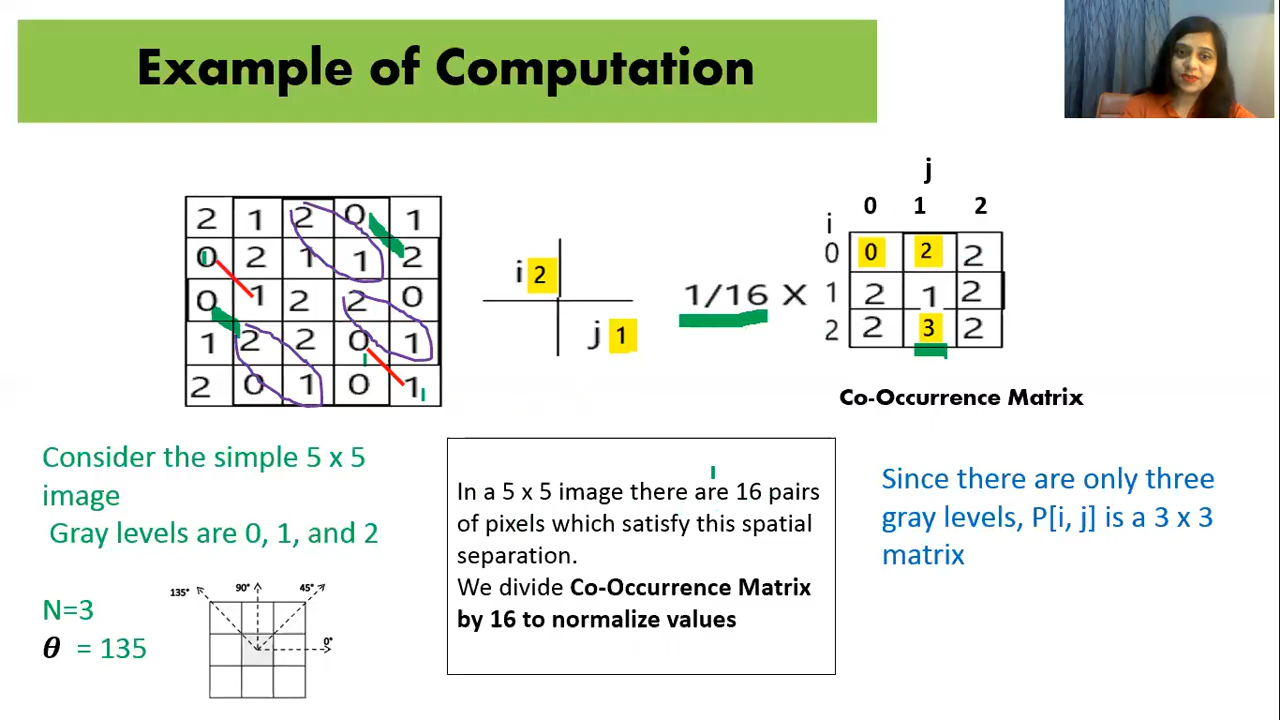 Example of Computation
2 1 2 0 1
0 2 1 1 2
0 1 2 2 0
1 2 2 0 1
2 0 1 0 1
i 2
j 1
1/16 X
j
0 1 2
i
0 0 2 2
1 2 1 2
2 2 3 2
Co-Occurrence Matrix
Consider the simple 5 x 5
image
Gray levels are 0, 1, and 2
N=3
θ = 135
135° 90° 45°
0°
In a 5 x 5 image there are 16 pairs
of pixels which satisfy this spatial
separation.
We divide Co-Occurrence Matrix
by 16 to normalize values
Since there are only three
gray levels, P[i, j] is a 3 x 3
matrix